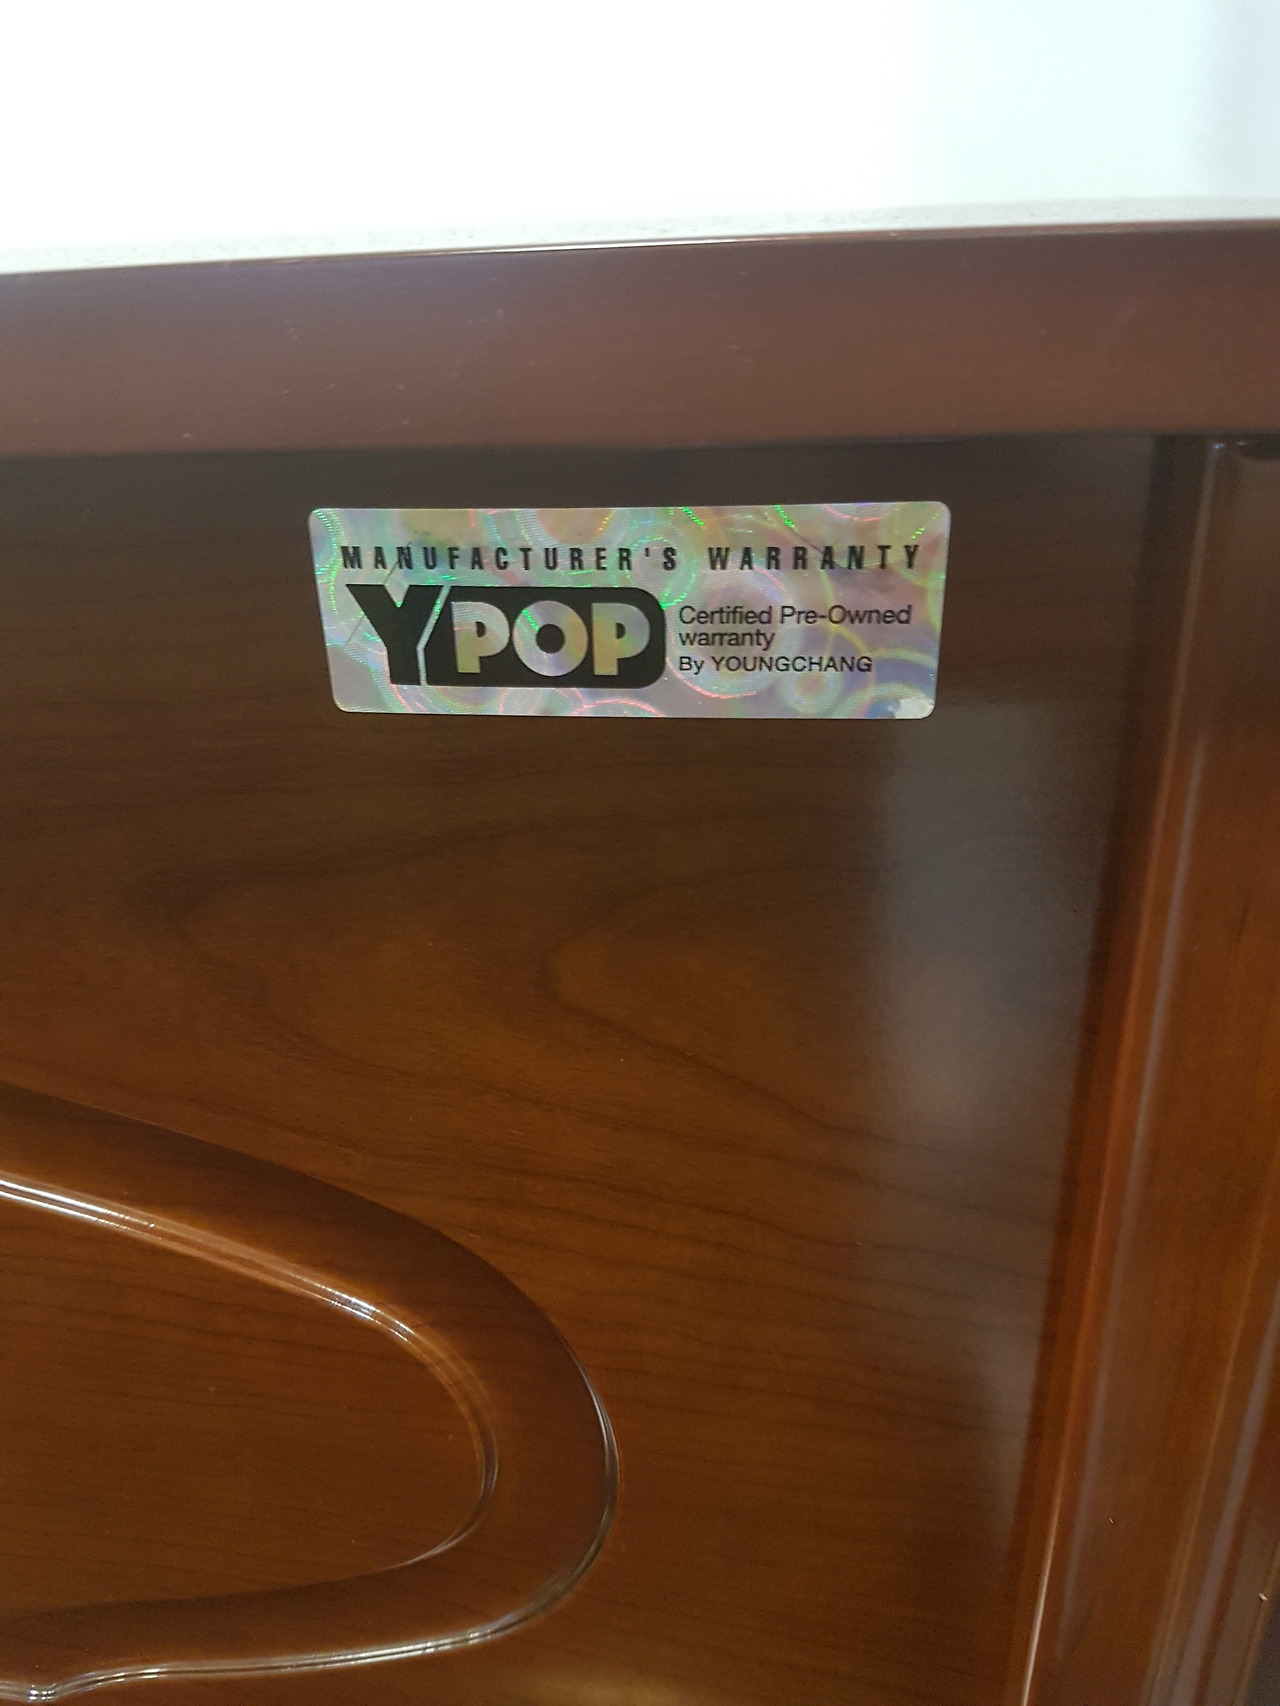 MANUFACTURER'S WARRANTY
YPOP
Certified Pre-Owned
warranty
By YOUNGCHANG